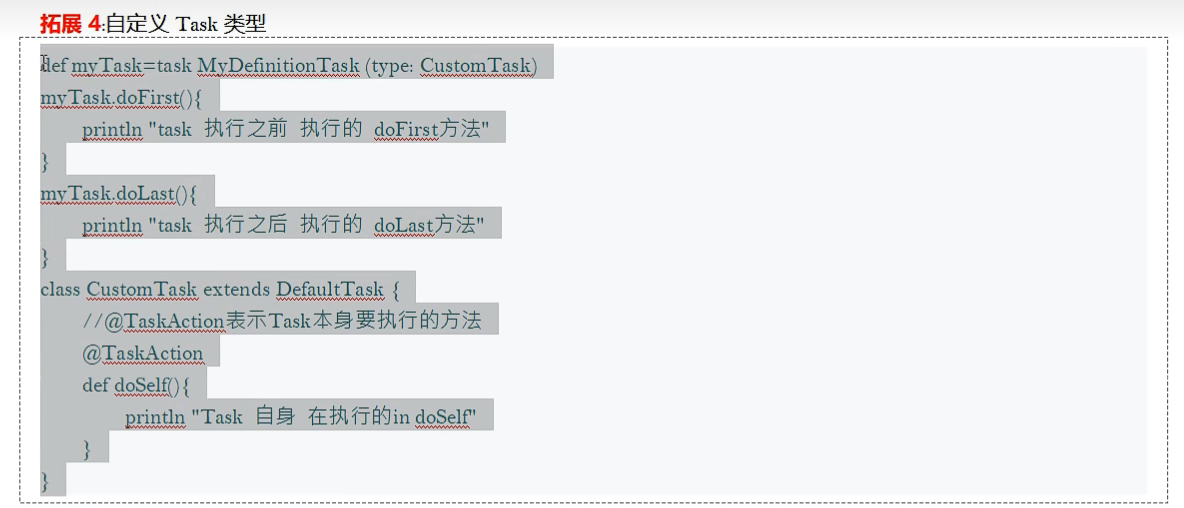 拓展 4:自定义 Task 类型
def myTask=task MyDefinitionTask (type: CustomTask)
myTask.doFirst(){
println "task 执行之前 执行的 doFirst方法"
}
myTask.doLast(){
println "task 执行之后 执行的 doLast方法"
}
class CustomTask extends DefaultTask {
//@TaskAction表示Task本身要执行的方法
@TaskAction
def doSelf(){
println "Task 自身 在执行的in doSelf"
}
}